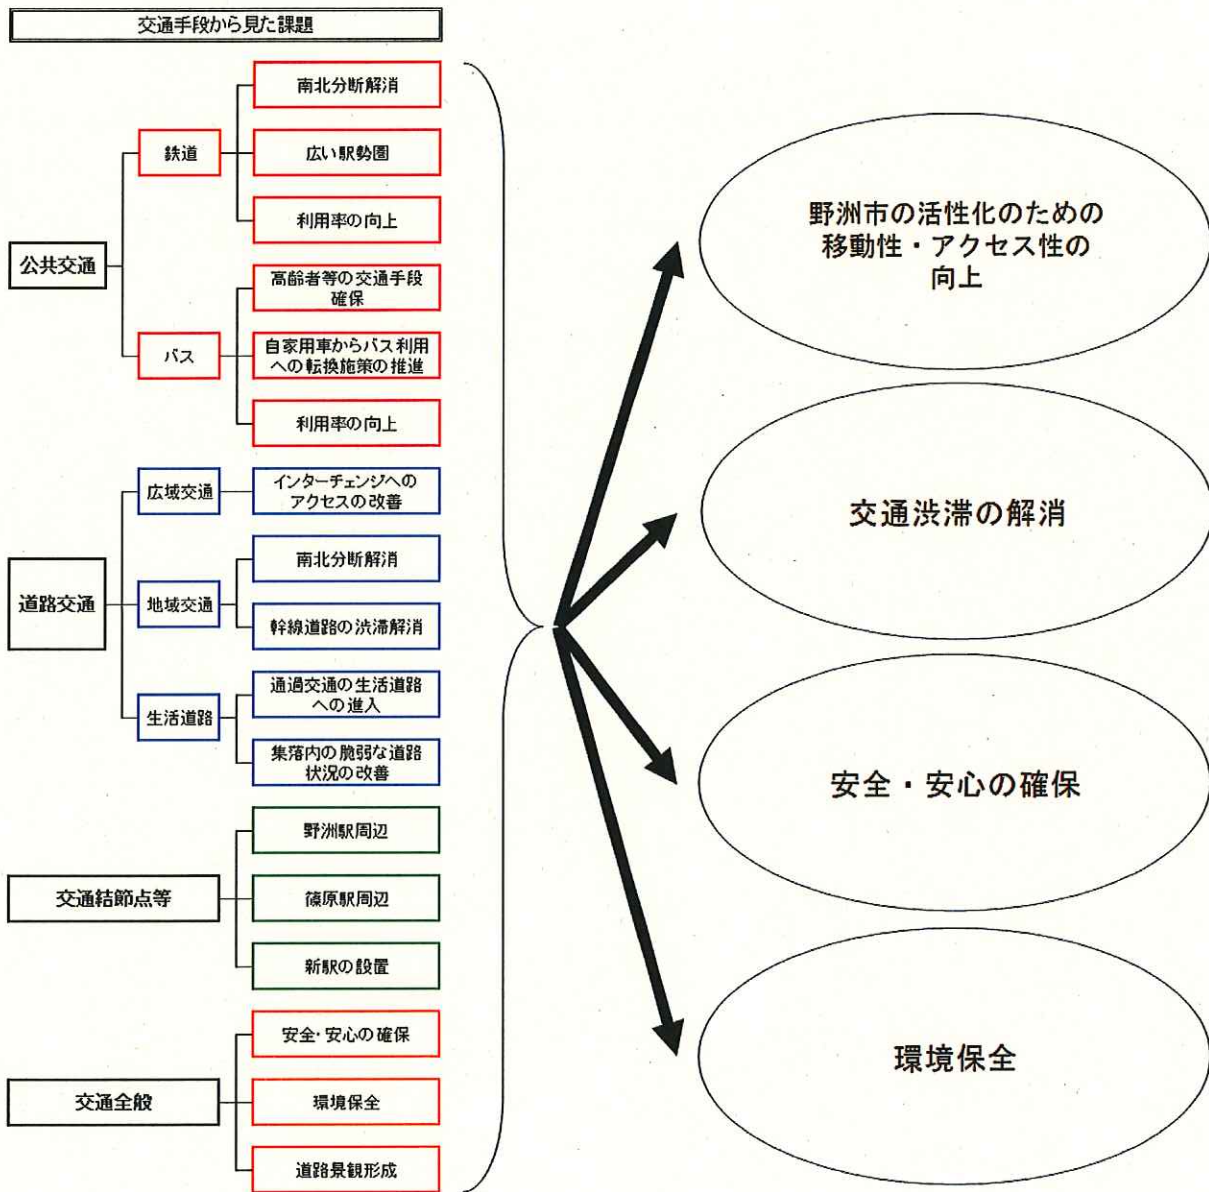 交通手段から見た課題
公共交通
鉄道
南北分断解消
広い駅勢圏
利用率の向上
バス
高齢者等の交通手段
確保
自家用車からバス利用
への転換施策の推進
利用率の向上
道路交通
広域交通
インターチェンジへの
アクセスの改善
地域交通
南北分断解消
幹線道路の渋滞解消
生活道路
通過交通の生活道路
への進入
集落内の脆弱な道路
状況の改善
交通結節点等
野洲駅周辺
篠原駅周辺
新駅の設置
交通全般
安全・安心の確保
環境保全
道路景観形成
野洲市の活性化のための
移動性・アクセス性の
向上
交通渋滞の解消
安全・安心の確保
環境保全